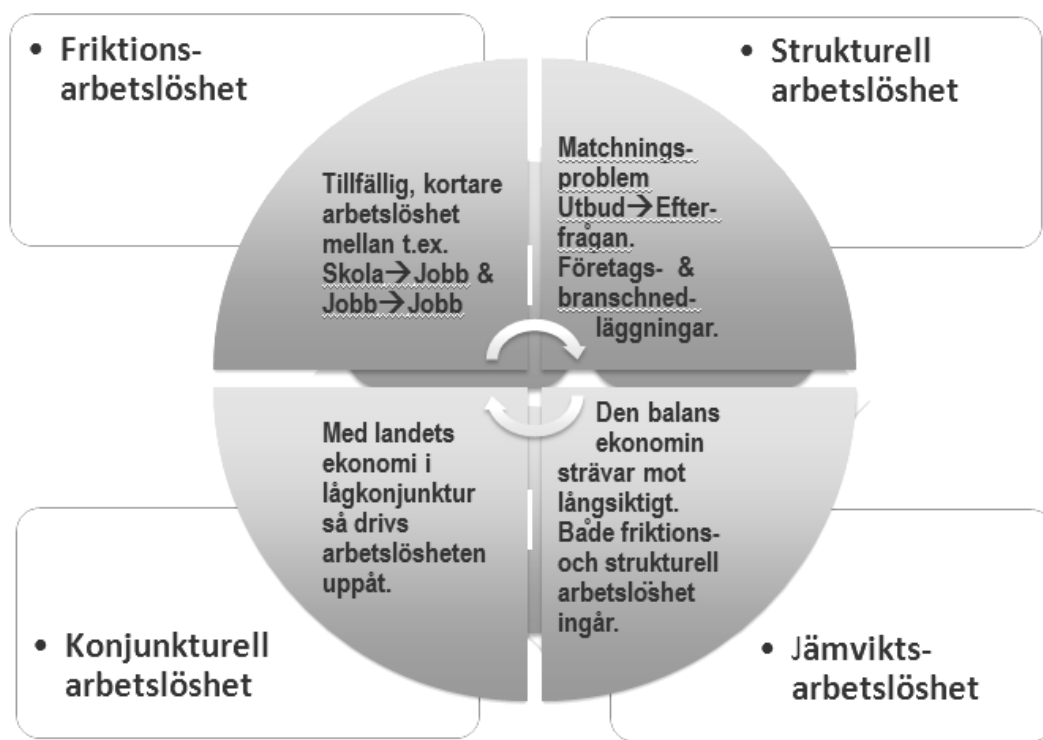 • Friktions-
arbetslöshet
• Strukturell
arbetslöshet
Tillfällig, kortare
arbetslöshet
mellan t.ex.
Skola→Jobb &
Jobb→Jobb
Matchnings-
problem
Utbud→Efter-
frågan.
Företags- &
branschned-
läggningar.
Med landets
ekonomi i
lågkonjunktur
så drivs
arbetslösheten
uppåt.
Den balans
ekonomin
strävar mot
långsiktigt.
Både friktions-
och strukturell
arbetslöshet
ingår.
• Konjunkturell
arbetslöshet
• Jämvikts-
arbetslöshet